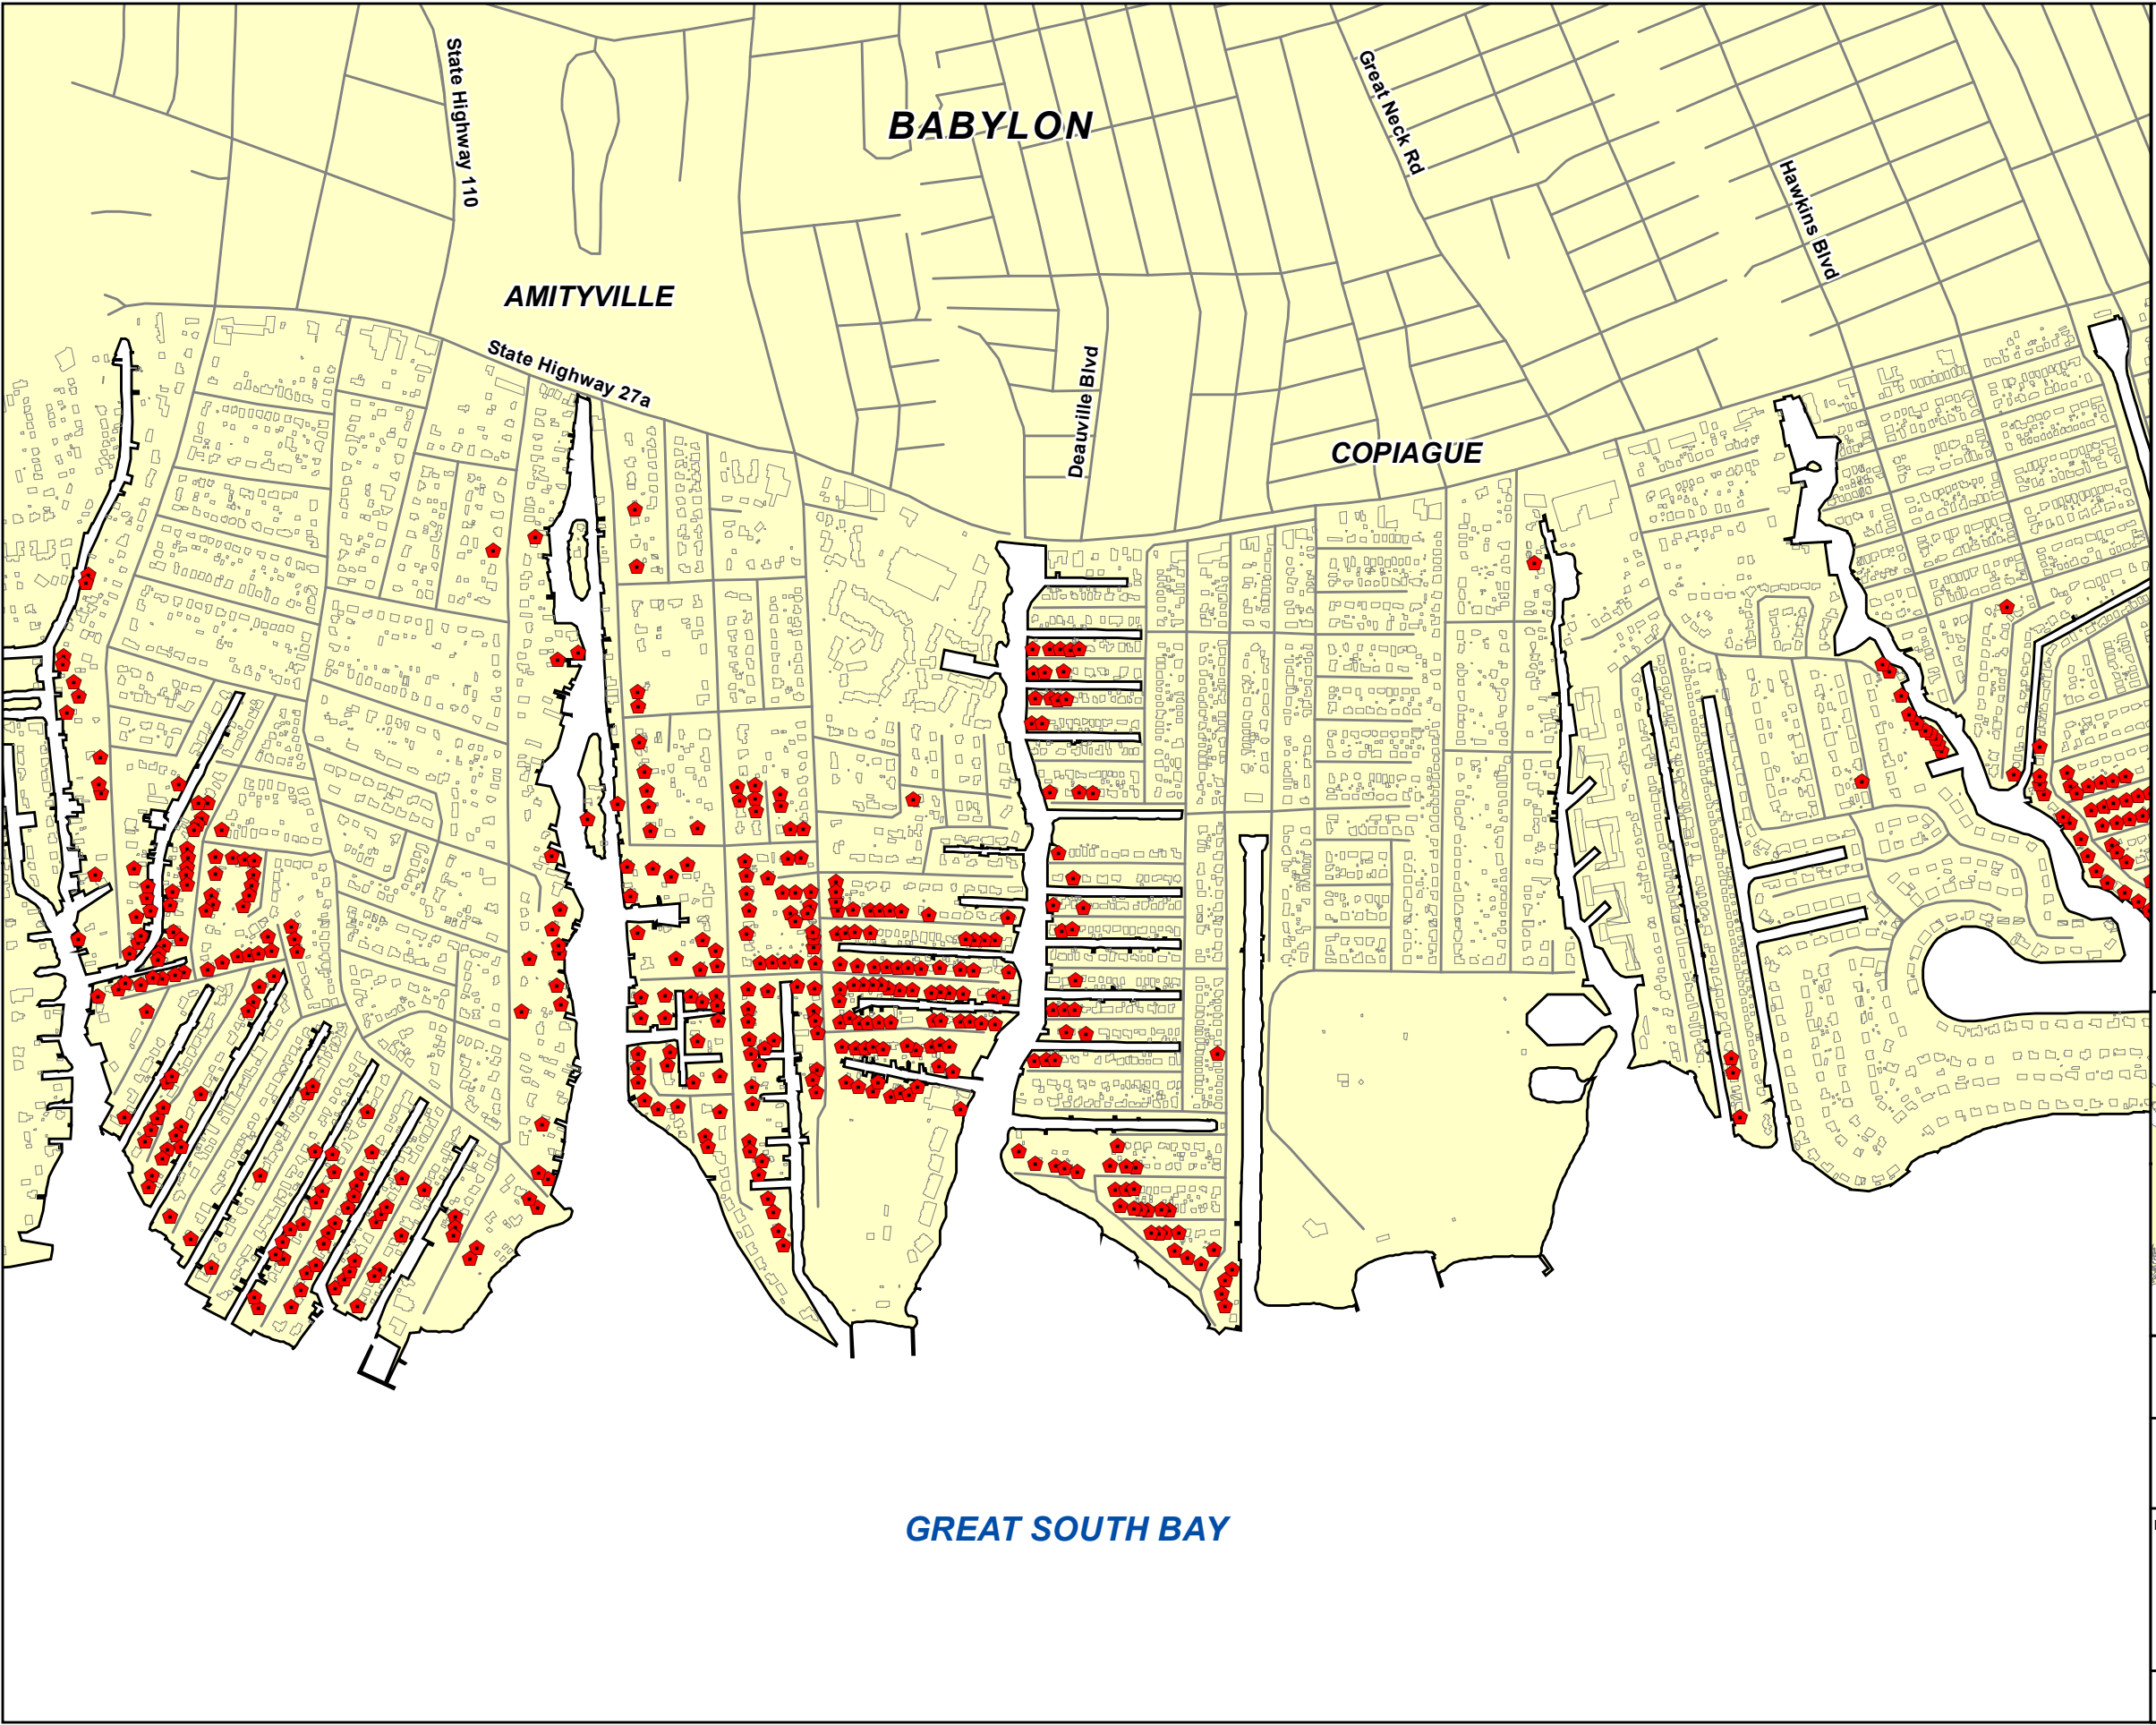 State Highway 110
BABYLON
Great Neck Rd
Hawkins Blvd
AMITYVILLE
State Highway 27a
Deauville Blvd
COPIAGUE
GREAT SOUTH BAY